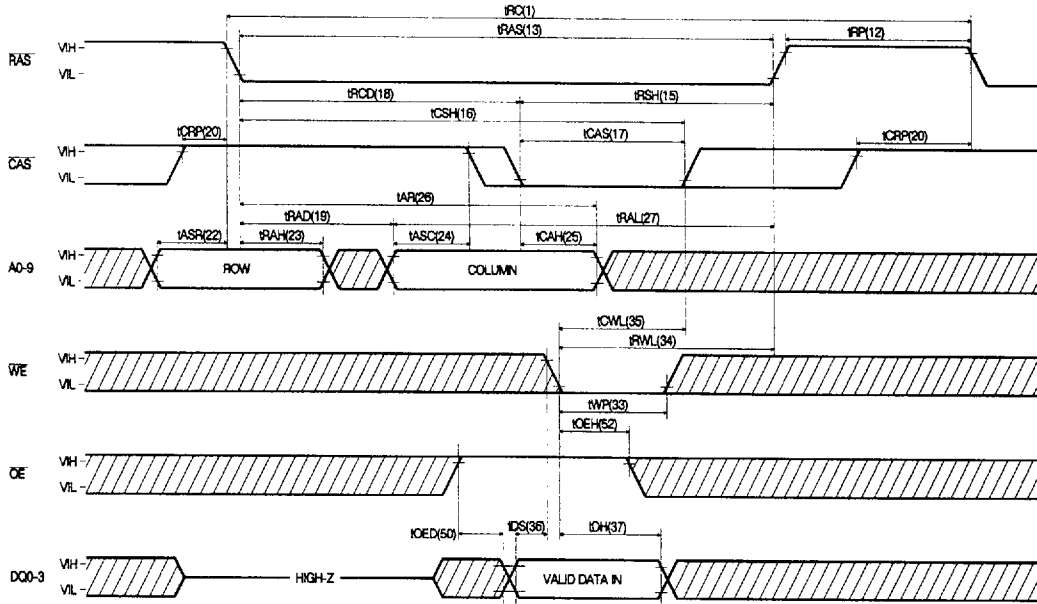 tRC(1)
tRAS(13)
tRP(12)
RAS
VIH
VIL
tRCD(18)
tRSH(15)
tCSH(16)
tCRP(20)
tCAS(17)
tCRP(20)
CAS
VIH
VIL
tAR(26)
tRAD(19)
tRAL(27)
tASR(22)
tRAH(23)
tASC(24)
tCAH(25)
A0-9
VIH
VIL
ROW
COLUMN
tCWL(35)
tRWL(34)
WE
VIH
VIL
tWP(33)
tOEH(52)
OE
VIH
VIL
tOED(50)
tDS(36)
tDH(37)
DQ0-3
VIH
VIL
HIGH-Z
VALID DATA IN